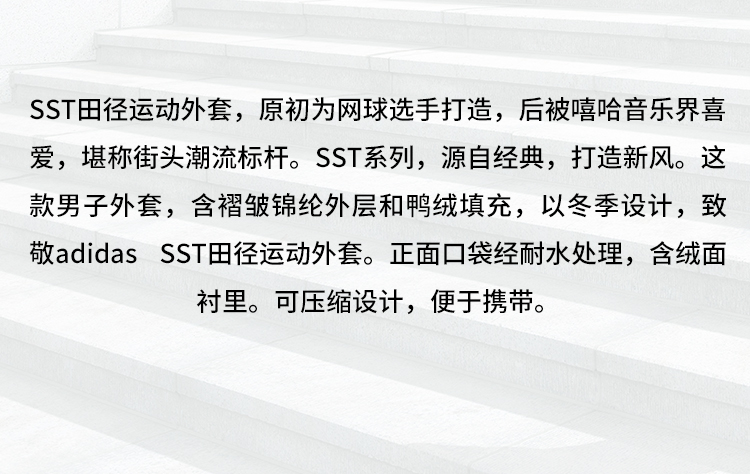 SST田径运动外套，原初为网球选手打造，后被嘻哈音乐界喜
爱，堪称街头潮流标杆。SST系列，源自经典，打造新风。这
款男子外套，含褶皱锦纶外层和鸭绒填充，以冬季设计，致
敬adidas SST田径运动外套。正面口袋经耐水处理，含绒面
衬里。可压缩设计，便于携带。